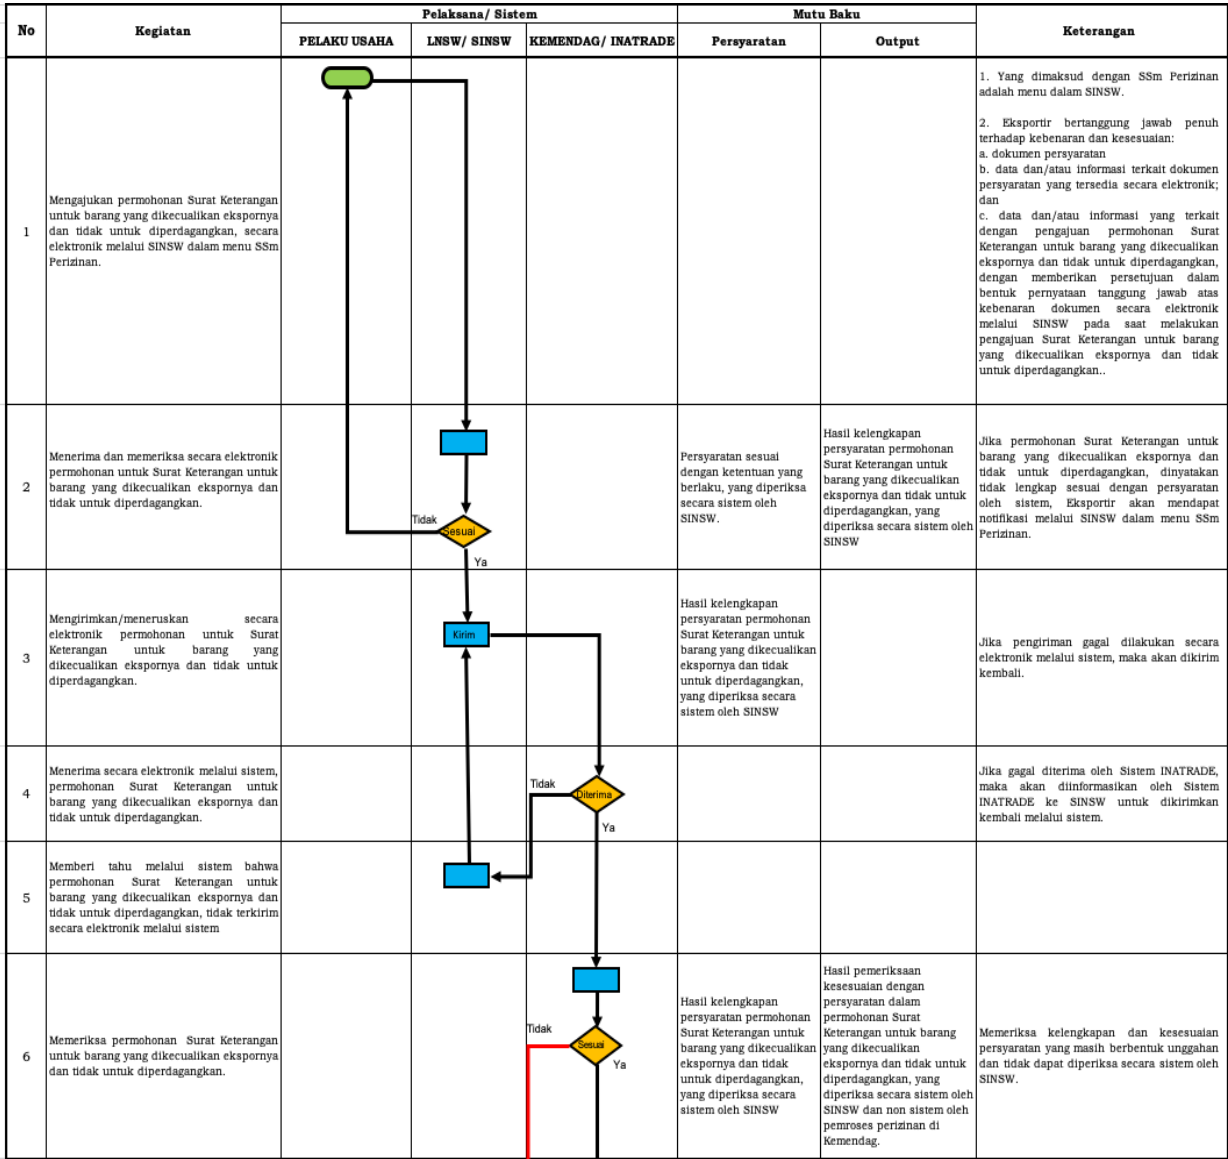 No
Kegiatan
Pelaksana/ Sistem
PELAKU USAHA
LNSW/ SINSW
KEMENDAG/ INATRADE
Mutu Baku
Persyaratan
Output
Keterangan
1
Mengajukan permohonan Surat Keterangan
untuk barang yang dikecualikan ekspornya
dan tidak untuk diperdagangkan, secara
elektronik melalui SINSW dalam menu SSm
Perizinan.
1. Yang dimaksud dengan SSm Perizinan
adalah menu dalam SINSW.
2. Eksportir bertanggung jawab penuh
terhadap kebenaran dan kesesuaian:
a. dokumen persyaratan
b. data dan/atau informasi terkait dokumen
persyaratan yang tersedia secara elektronik;
dan
c. data dan/atau informasi yang terkait
dengan pengajuan permohonan Surat
Keterangan untuk barang yang dikecualikan
ekspornya dan tidak untuk diperdagangkan,
dengan memberikan persetujuan dalam
bentuk pernyataan tanggung jawab atas
kebenaran dokumen secara elektronik
melalui SINSW pada saat melakukan
pengajuan Surat Keterangan untuk barang
yang dikecualikan ekspornya dan tidak
untuk diperdagangkan..
2
Menerima dan memeriksa secara elektronik
permohonan untuk Surat Keterangan untuk
barang yang dikecualikan ekspornya dan
tidak untuk diperdagangkan.
Tidak
Sesuai
Ya
Persyaratan sesuai
dengan ketentuan yang
berlaku, yang diperiksa
secara sistem oleh
SINSW.
Hasil kelengkapan
persyaratan permohonan
Surat Keterangan untuk
barang yang dikecualikan
ekspornya dan tidak untuk
diperdagangkan, yang
diperiksa secara sistem oleh
SINSW
Jika permohonan Surat Keterangan untuk
barang yang dikecualikan ekspornya dan
tidak untuk diperdagangkan, dinyatakan
tidak lengkap sesuai dengan persyaratan
oleh sistem, Eksportir akan mendapat
notifikasi melalui SINSW dalam menu SSm
Perizinan.
3
Mengirimkan/meneruskan secara
elektronik permohonan untuk Surat
Keterangan untuk barang yang
dikecualikan ekspornya dan tidak untuk
diperdagangkan.
Kirim
Hasil kelengkapan
persyaratan permohonan
Surat Keterangan untuk
barang yang dikecualikan
ekspornya dan tidak
untuk diperdagangkan,
yang diperiksa secara
sistem oleh SINSW
Jika pengiriman gagal dilakukan secara
elektronik melalui sistem, maka akan dikirim
kembali.
4
Menerima secara elektronik melalui sistem,
permohonan Surat Keterangan untuk
barang yang dikecualikan ekspornya dan
tidak untuk diperdagangkan.
Tidak
Diterima
Ya
Jika gagal diterima oleh Sistem INATRADE,
maka akan diinformasikan oleh Sistem
INATRADE ke SINSW untuk dikirimkan
kembali melalui sistem.
5
Memberi tahu melalui sistem bahwa
permohonan Surat Keterangan untuk
barang yang dikecualikan ekspornya dan
tidak untuk diperdagangkan, tidak terkirim
secara elektronik melalui sistem
6
Memeriksa permohonan Surat Keterangan
untuk barang yang dikecualikan ekspornya
dan tidak untuk diperdagangkan.
Tidak
Sesuai
Ya
Hasil kelengkapan
persyaratan permohonan
Surat Keterangan untuk
barang yang dikecualikan
ekspornya dan tidak
untuk diperdagangkan,
yang diperiksa secara
sistem oleh SINSW
Hasil pemeriksaan
kesesuaian dengan
persyaratan dalam
permohonan Surat
Keterangan untuk barang
yang dikecualikan
ekspornya dan tidak untuk
diperdagangkan, yang
diperiksa secara sistem oleh
SINSW dan non sistem oleh
pemroses perizinan di
Kemendag.
Memeriksa kelengkapan dan kesesuaian
persyaratan yang masih berbentuk unggahan
dan tidak dapat diperiksa secara sistem oleh
SINSW.